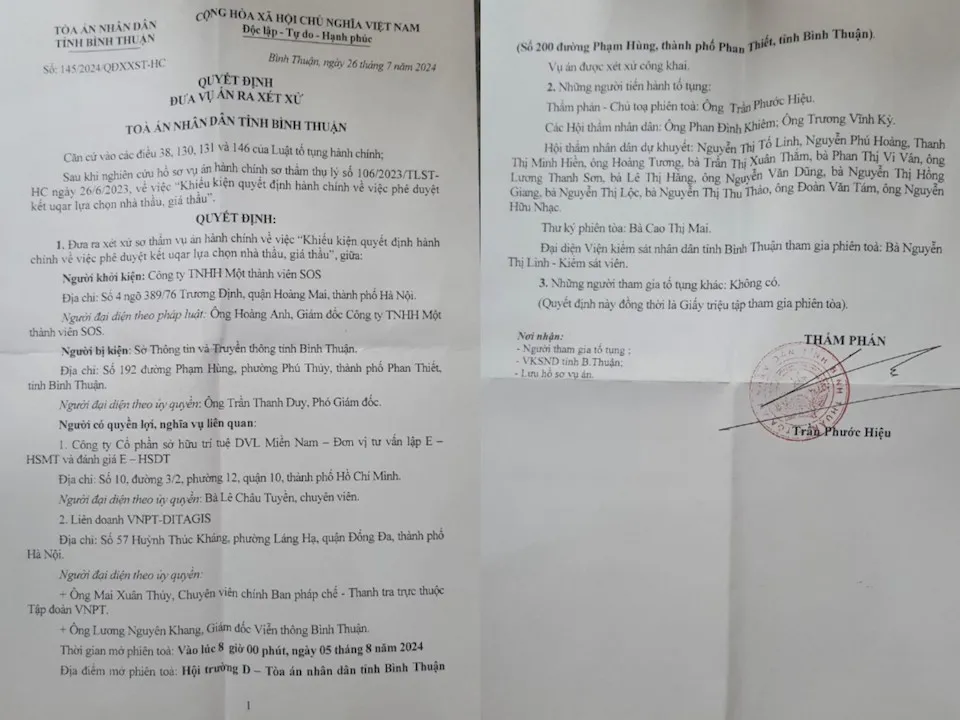 TÒA ÁN NHÂN DÂN
TỈNH BÌNH THUẬN
CỘNG HÒA XÃ HỘI CHỦ NGHĨA VIỆT NAM
Độc lập - Tự do - Hạnh phúc
Số: 145/2024/QĐXXST-HC
Bình Thuận, ngày 26 tháng 7 năm 2024
QUYẾT ĐỊNH
ĐƯA VỤ ÁN RA XÉT XỬ
TOÀ ÁN NHÂN DÂN TỈNH BÌNH THUẬN
Căn cứ vào các điều 38, 130, 131 và 146 của Luật tố tụng hành chính;
Sau khi nghiên cứu hồ sơ vụ án hành chính sơ thẩm thụ lý số 106/2023/TLST-
HC ngày 26/6/2023, về việc “Khiếu kiện quyết định hành chính về việc phê duyệt
kết uqar lựa chọn nhà thầu, giá thầu”.
QUYẾT ĐỊNH:
1. Đưa ra xét xử sơ thẩm vụ án hành chính về việc “Khiếu kiện quyết định hành
chính về việc phê duyệt kết uqar lựa chọn nhà thầu, giá thầu”, giữa:
Người khởi kiện: Công ty TNHH Một thành viên SOS
Địa chỉ: Số 4 ngõ 389/76 Trương Định, quận Hoàng Mai, thành phố Hà Nội.
Người đại diện theo pháp luật: Ông Hoàng Anh, Giám đốc Công ty TNHH Một
thành viên SOS.
Người bị kiện: Sở Thông tin và Truyền thông tỉnh Bình Thuận.
Địa chỉ: Số 192 đường Phạm Hùng, phường Phú Thủy, thành phố Phan Thiết,
tỉnh Bình Thuận.
Người đại diện theo ủy quyền: Ông Trần Thanh Duy, Phó Giám đốc.
Người có quyền lợi, nghĩa vụ liên quan:
1. Công ty Cổ phần sở hữu trí tuệ DVL Miền Nam – Đơn vị tư vấn lập E –
HSMT và đánh giá E – HSDT
Địa chỉ: Số 10, đường 3/2, phường 12, quận 10, thành phố Hồ Chí Minh.
Người đại diện theo ủy quyền: Bà Lê Châu Tuyền, chuyên viên.
2. Liên doanh VNPT-DITAGIS
Địa chỉ: Số 57 Huỳnh Thúc Kháng, phường Láng Hạ, quận Đống Đa, thành phố
Hà Nội.
Người đại diện theo ủy quyền:
+ Ông Mai Xuân Thúy, Chuyên viên chính Ban pháp chế - Thanh tra trực thuộc
Tập đoàn VNPT.
+ Ông Lương Nguyên Khang, Giám đốc Viễn thông Bình Thuận.
Thời gian mở phiên toà: Vào lúc 8 giờ 00 phút, ngày 05 tháng 8 năm 2024
Địa điểm mở phiên toà: Hội trường D – Tòa án nhân dân tỉnh Bình Thuận
1
(Số 200 đường Phạm Hùng, thành phố Phan Thiết, tỉnh Bình Thuận).
Vụ án được xét xử công khai.
2. Những người tiến hành tố tụng:
Thẩm phán - Chủ toạ phiên toà: Ông Trần Phước Hiệu.
Các Hội thẩm nhân dân: Ông Phan Đình Khiêm; Ông Trương Vĩnh Kỳ.
Hội thẩm nhân dân dự khuyết: Nguyễn Thị Tố Linh, Nguyễn Phú Hoàng, Thanh
Thị Minh Hiền, ông Hoàng Tương, bà Trần Thị Xuân Thắm, bà Phan Thị Vi Vân, ông
Lương Thanh Sơn, bà Lê Thị Hằng, ông Nguyễn Văn Dũng, bà Nguyễn Thị Hồng
Giang, bà Nguyễn Thị Lộc, bà Nguyễn Thị Thu Thảo, ông Đoàn Văn Tám, ông Nguyễn
Hữu Nhạc.
Thư ký phiên tòa: Bà Cao Thị Mai.
Đại diện Viện kiểm sát nhân dân tỉnh Bình Thuận tham gia phiên toà: Bà Nguyễn
Thị Linh - Kiểm sát viên.
3. Những người tham gia tố tụng khác: Không có.
(Quyết định này đồng thời là Giấy triệu tập tham gia phiên tòa).
Nơi nhận:
- Người tham gia tố tụng ;
- VKSND tỉnh B.Thuận;
- Lưu hồ sơ vụ án.
THẨM PHÁN
Trần Phước Hiệu